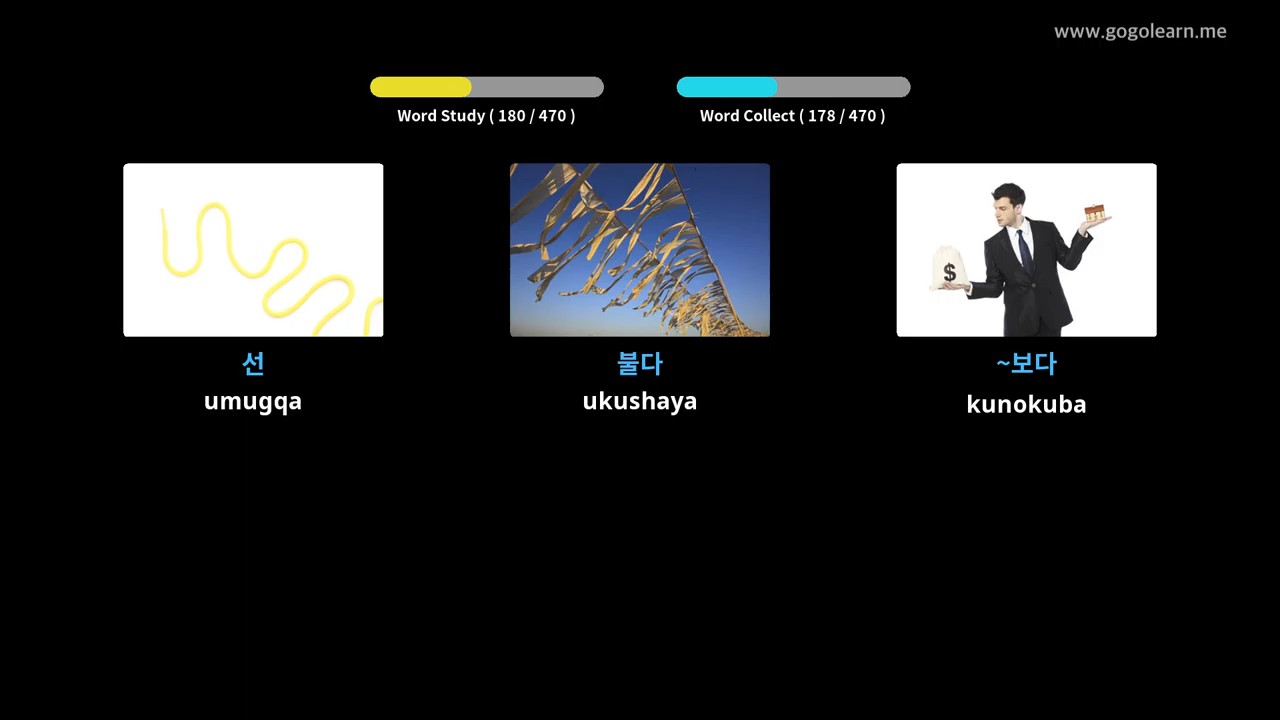 www.gogolearn.me
Word Study ( 180 / 470 )
Word Collect ( 178 / 470 )
$
선
불다
~보다
umugqa
ukushaya
kunokuba